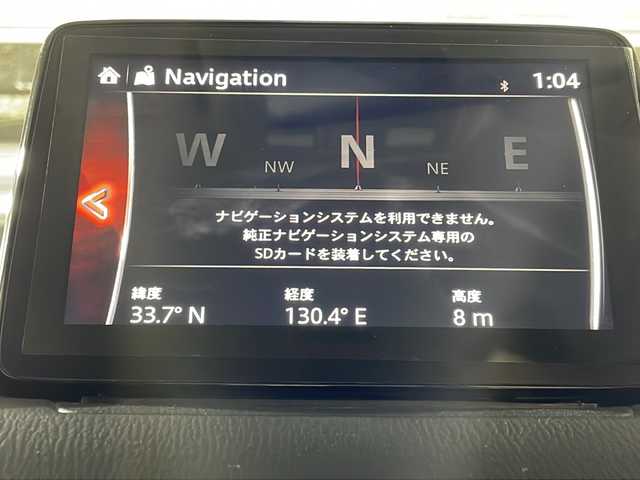 Navigation
1:04
W NW N NE E
ナビゲーションシステムを利用できません。
純正ナビゲーションシステム専用の
SDカードを装着してください。
緯度 経度 高度
33.7° N 130.4° E 8 m